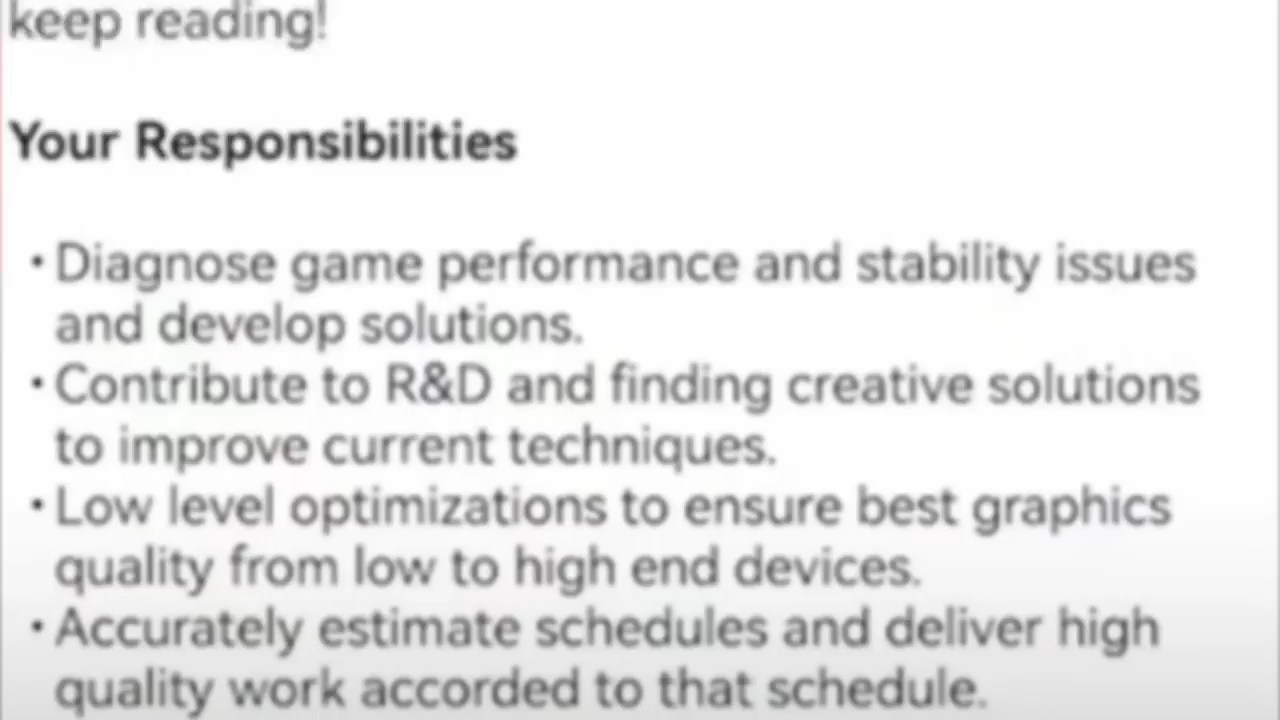 keep reading!
Your Responsibilities
• Diagnose game performance and stability issues
and develop solutions.
• Contribute to R&D and finding creative solutions
to improve current techniques.
• Low level optimizations to ensure best graphics
quality from low to high end devices.
• Accurately estimate schedules and deliver high
quality work accorded to that schedule.